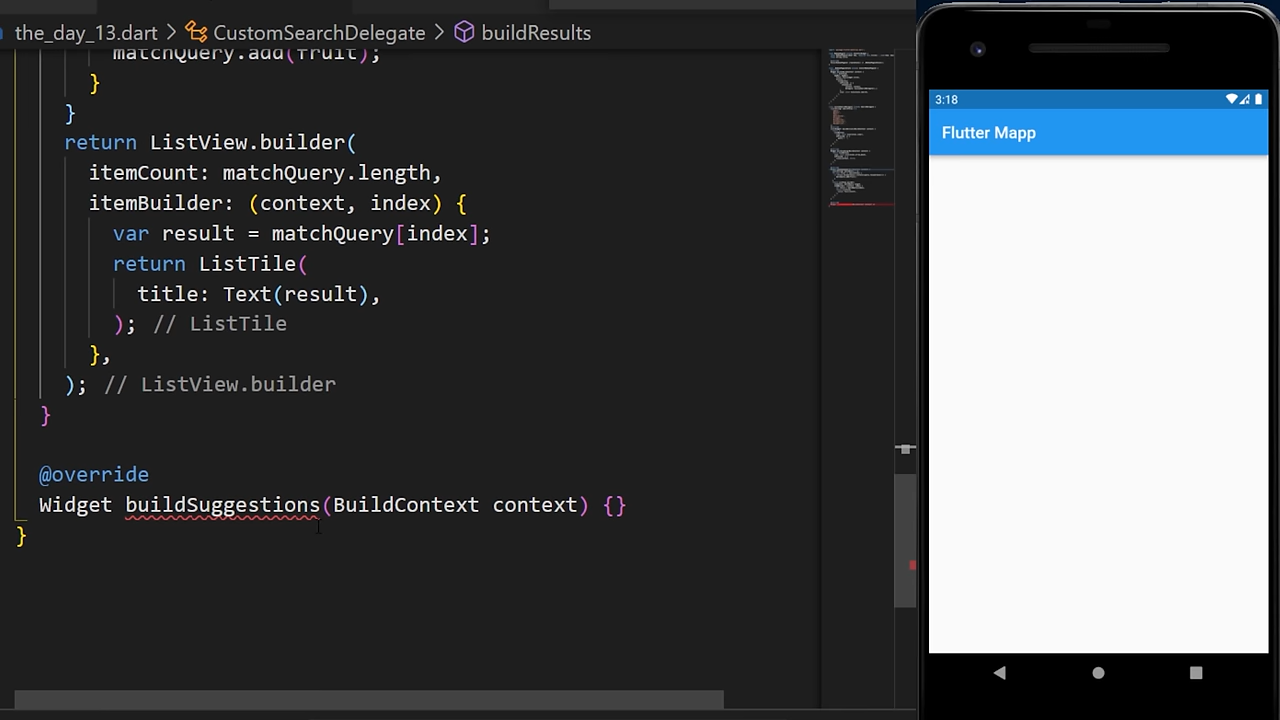 the_day_13.dart > CustomSearchDelegate > buildResults
matchQuery.add(fruit);
}
}
return ListView.builder(
itemCount: matchQuery.length,
itemBuilder: (context, index) {
var result = matchQuery[index];
return ListTile(
title: Text(result),
); // ListTile
},
); // ListView.builder
}
@override
Widget buildSuggestions(BuildContext context) {}
}
3:18
Flutter Mapp